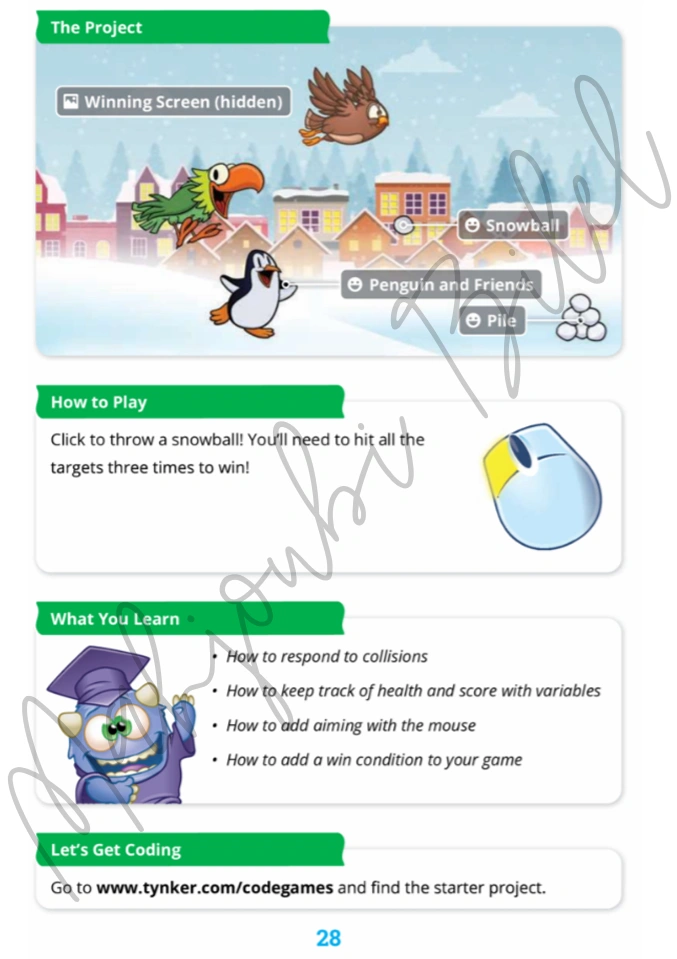 The Project
Winning Screen (hidden)
Snowball
Penguin and Friends
Pile
How to Play
Click to throw a snowball! You'll need to hit all the
targets three times to win!
What You Learn
• How to respond to collisions
• How to keep track of health and score with variables
• How to add aiming with the mouse
• How to add a win condition to your game
Let's Get Coding
Go to www.tynker.com/codegames and find the starter project.
28
Mahjoubi Bilel